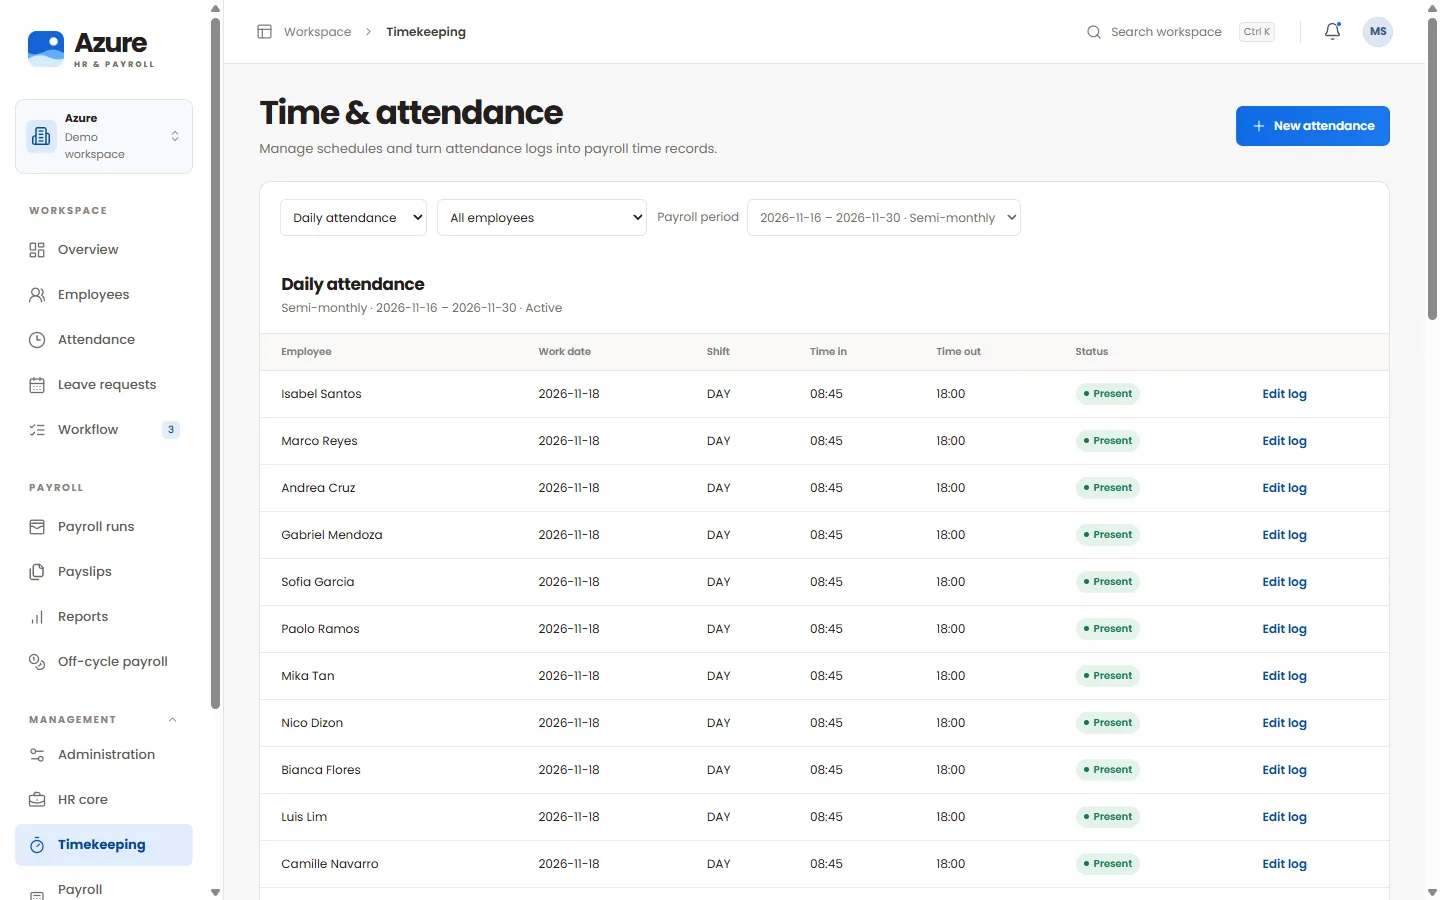 Azure
HR & PAYROLL
Azure
Demo
workspace
WORKSPACE
Overview
Employees
Attendance
Leave requests
Workflow 3
PAYROLL
Payroll runs
Payslips
Reports
Off-cycle payroll
MANAGEMENT
Administration
HR core
Timekeeping
Payroll
Workspace > Timekeeping
Search workspace Ctrl K
MS
Time & attendance
Manage schedules and turn attendance logs into payroll time records.
+ New attendance
Daily attendance All employees Payroll period 2026-11-16 – 2026-11-30 · Semi-monthly
Daily attendance
Semi-monthly · 2026-11-16 – 2026-11-30 · Active
Employee Work date Shift Time in Time out Status
Isabel Santos 2026-11-18 DAY 08:45 18:00 Present Edit log
Marco Reyes 2026-11-18 DAY 08:45 18:00 Present Edit log
Andrea Cruz 2026-11-18 DAY 08:45 18:00 Present Edit log
Gabriel Mendoza 2026-11-18 DAY 08:45 18:00 Present Edit log
Sofia Garcia 2026-11-18 DAY 08:45 18:00 Present Edit log
Paolo Ramos 2026-11-18 DAY 08:45 18:00 Present Edit log
Mika Tan 2026-11-18 DAY 08:45 18:00 Present Edit log
Nico Dizon 2026-11-18 DAY 08:45 18:00 Present Edit log
Bianca Flores 2026-11-18 DAY 08:45 18:00 Present Edit log
Luis Lim 2026-11-18 DAY 08:45 18:00 Present Edit log
Camille Navarro 2026-11-18 DAY 08:45 18:00 Present Edit log